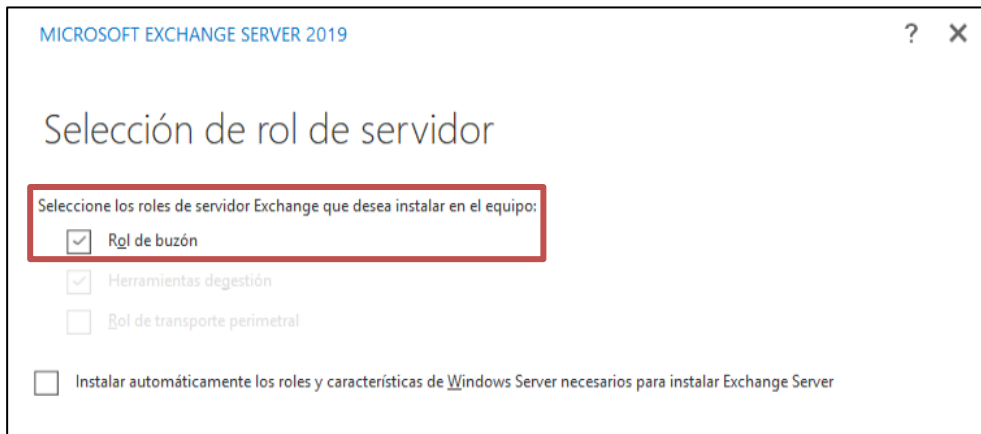 MICROSOFT EXCHANGE SERVER 2019
? ✕
Selección de rol de servidor
Seleccione los roles de servidor Exchange que desea instalar en el equipo:
Rol de buzón
Herramientas degestión
Rol de transporte perimetral
Instalar automáticamente los roles y características de Windows Server necesarios para instalar Exchange Server